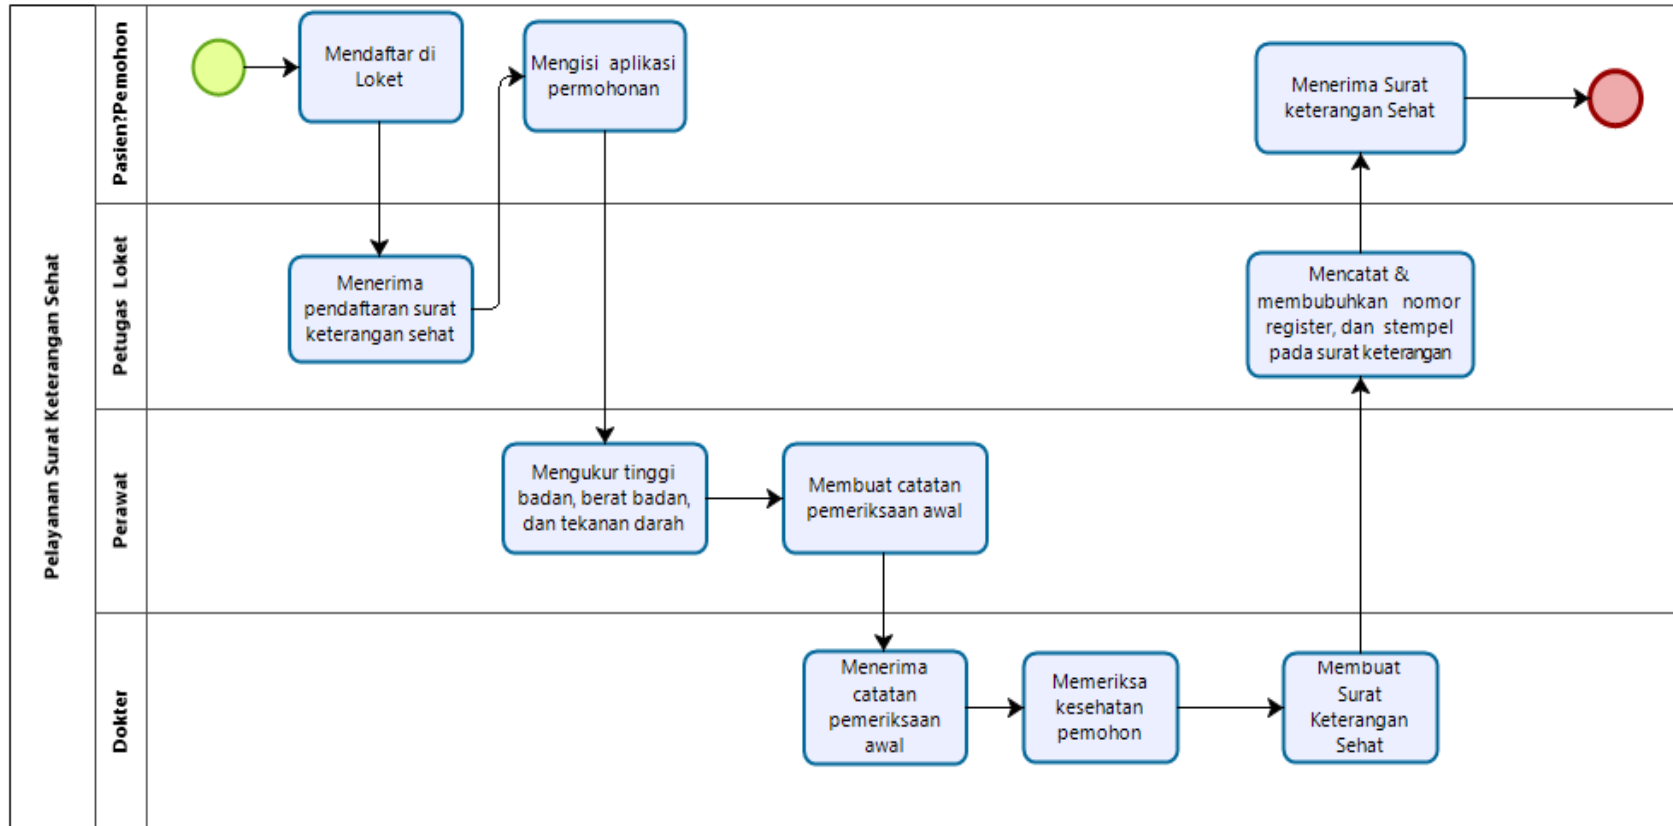 Pelayanan Surat Keterangan Sehat
Pasien?Pemohon
Mendaftar di
Loket
Mengisi aplikasi
permohonan
Menerima Surat
keterangan Sehat
Petugas Loket
Menerima
pendaftaran surat
keterangan sehat
Mencatat &
membubuhkan nomor
register, dan stempel
pada surat keterangan
Perawat
Mengukur tinggi
badan, berat badan,
dan tekanan darah
Membuat catatan
pemeriksaan awal
Dokter
Menerima
catatan
pemeriksaan
awal
Memeriksa
kesehatan
pemohon
Membuat
Surat
Keterangan
Sehat